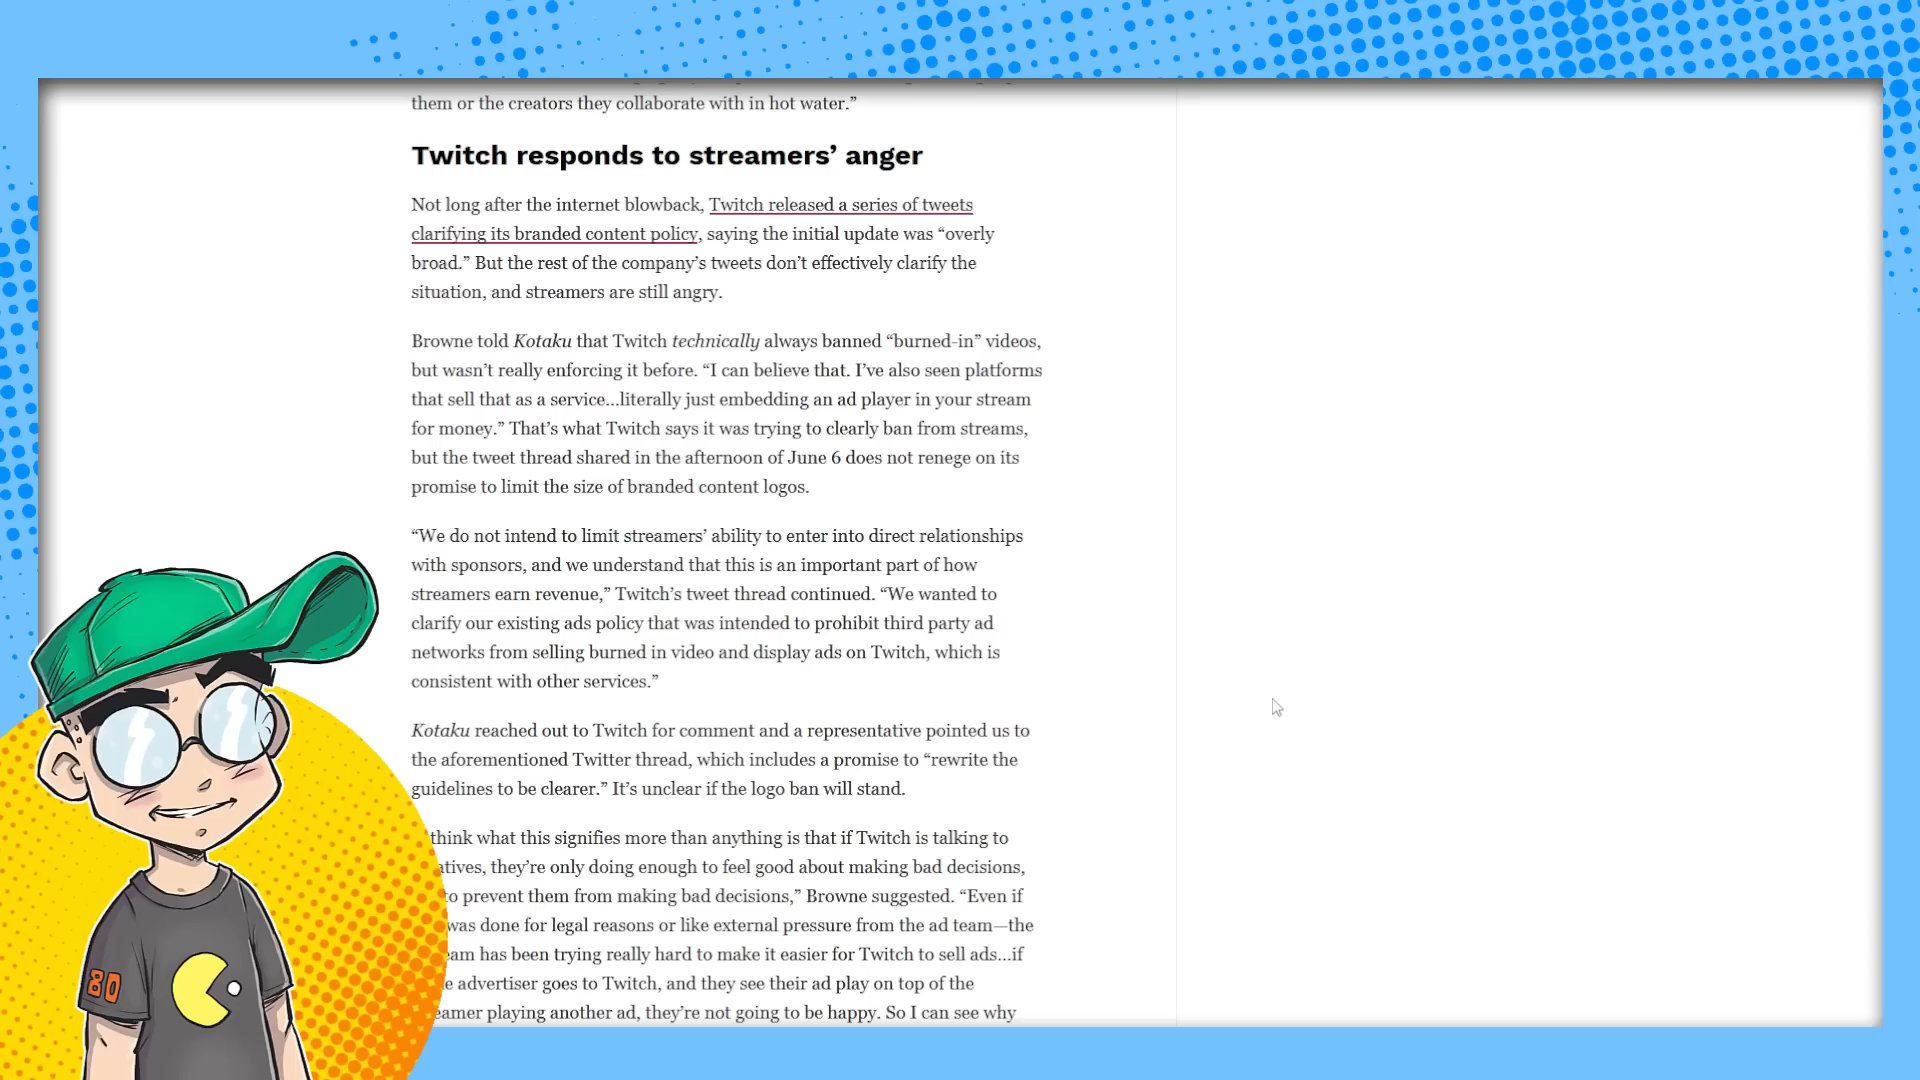 them or the creators they collaborate with in hot water.”
Twitch responds to streamers’ anger
Not long after the internet blowback, Twitch released a series of tweets
clarifying its branded content policy, saying the initial update was “overly
broad.” But the rest of the company’s tweets don’t effectively clarify the
situation, and streamers are still angry.
Browne told Kotaku that Twitch technically always banned “burned-in” videos,
but wasn’t really enforcing it before. “I can believe that. I’ve also seen platforms
that sell that as a service...literally just embedding an ad player in your stream
for money.” That’s what Twitch says it was trying to clearly ban from streams,
but the tweet thread shared in the afternoon of June 6 does not renege on its
promise to limit the size of branded content logos.
“We do not intend to limit streamers’ ability to enter into direct relationships
with sponsors, and we understand that this is an important part of how
streamers earn revenue,” Twitch’s tweet thread continued. “We wanted to
clarify our existing ads policy that was intended to prohibit third party ad
networks from selling burned in video and display ads on Twitch, which is
consistent with other services.”
Kotaku reached out to Twitch for comment and a representative pointed us to
the aforementioned Twitter thread, which includes a promise to “rewrite the
guidelines to be clearer.” It’s unclear if the logo ban will stand.
think what this signifies more than anything is that if Twitch is talking to
atives, they’re only doing enough to feel good about making bad decisions,
to prevent them from making bad decisions,” Browne suggested. “Even if
was done for legal reasons or like external pressure from the ad team—the
eam has been trying really hard to make it easier for Twitch to sell ads...if
e advertiser goes to Twitch, and they see their ad play on top of the
eamer playing another ad, they’re not going to be happy. So I can see why
80